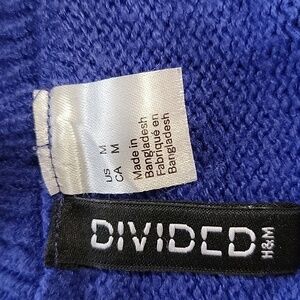 US M
CA M
Made in
Bangladesh
Fabriqué en
Bangladesh
DIVIDED
H&M